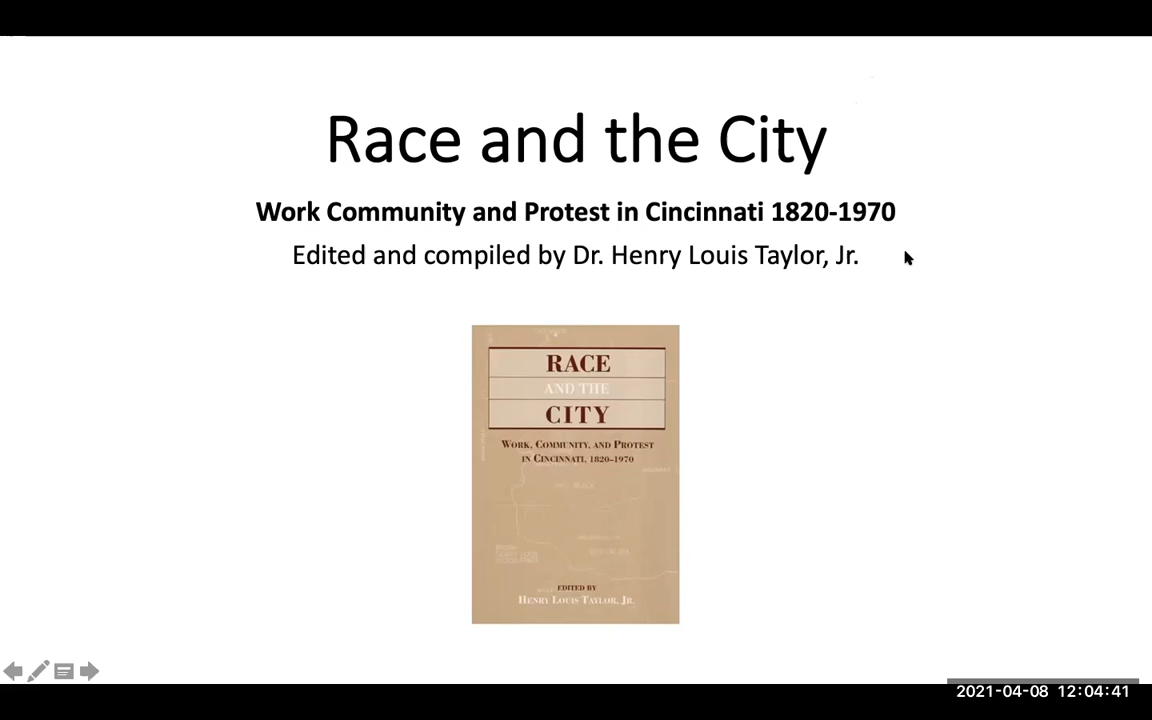 Race and the City
Work Community and Protest in Cincinnati 1820-1970
Edited and compiled by Dr. Henry Louis Taylor, Jr.
RACE
AND THE
CITY
WORK, COMMUNITY, AND PROTEST
IN CINCINNATI, 1820–1970
EDITED BY
HENRY LOUIS TAYLOR, JR.
2021-04-08 12:04:41